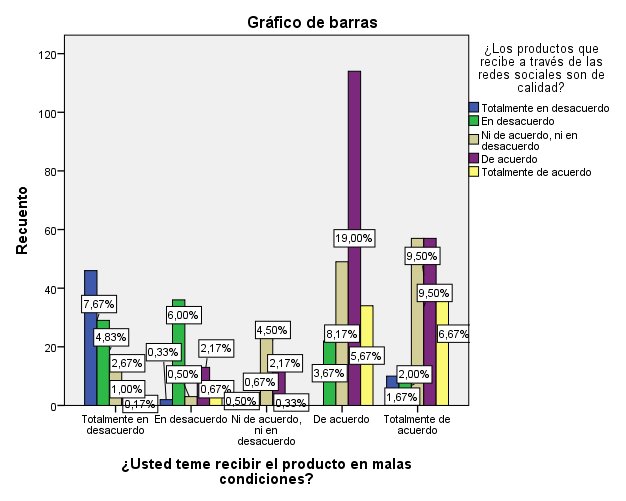 Gráfico de barras
¿Los productos que
recibe a través de las
redes sociales son de
calidad?
Totalmente en desacuerdo
En desacuerdo
Ni de acuerdo, ni en
desacuerdo
De acuerdo
Totalmente de acuerdo
Recuento
120
100
80
60
40
20
0
7,67%
4,83%
2,67%
1,00%
0,17%
0,33%
6,00%
0,50%
2,17%
0,67%
0,50%
0,67%
4,50%
2,17%
0,33%
3,67%
8,17%
19,00%
5,67%
1,67%
2,00%
9,50%
9,50%
6,67%
Totalmente en
desacuerdo
En desacuerdo
Ni de acuerdo,
ni en
desacuerdo
De acuerdo
Totalmente de
acuerdo
¿Usted teme recibir el producto en malas
condiciones?